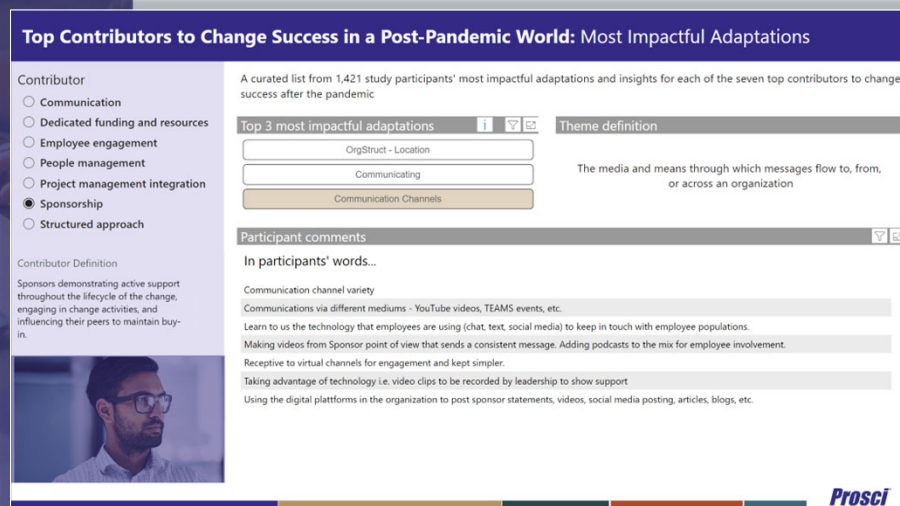 Top Contributors to Change Success in a Post-Pandemic World: Most Impactful Adaptations
Contributor
Communication
Dedicated funding and resources
Employee engagement
People management
Project management integration
Sponsorship
Structured approach
Contributor Definition
Sponsors demonstrating active support
throughout the lifecycle of the change,
engaging in change activities, and
influencing their peers to maintain buy-
in.
A curated list from 1,421 study participants' most impactful adaptations and insights for each of the seven top contributors to change
success after the pandemic
Top 3 most impactful adaptations
i
OrgStruct - Location
Communicating
Communication Channels
Theme definition
The media and means through which messages flow to, from,
or across an organization
Participant comments
In participants' words...
Communication channel variety
Communications via different mediums - YouTube videos, TEAMS events, etc.
Learn to us the technology that employees are using (chat, text, social media) to keep in touch with employee populations.
Making videos from Sponsor point of view that sends a consistent message. Adding podcasts to the mix for employee involvement.
Receptive to virtual channels for engagement and kept simpler.
Taking advantage of technology i.e. video clips to be recorded by leadership to show support
Using the digital plattforms in the organization to post sponsor statements, videos, social media posting, articles, blogs, etc.
Prosci